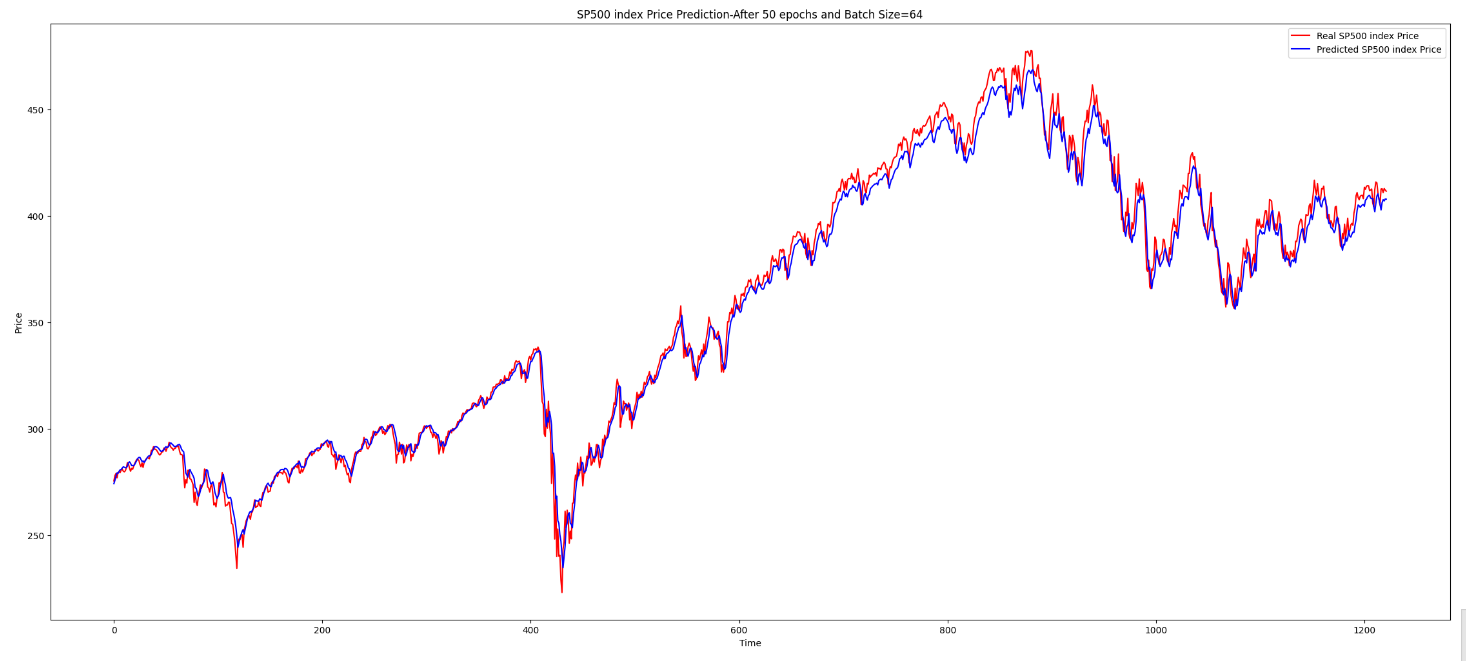 SP500 index Price Prediction-After 50 epochs and Batch Size=64
Real SP500 index Price
Predicted SP500 index Price
450
400
350
300
250
Price
0 200 400 600 800 1000 1200
Time